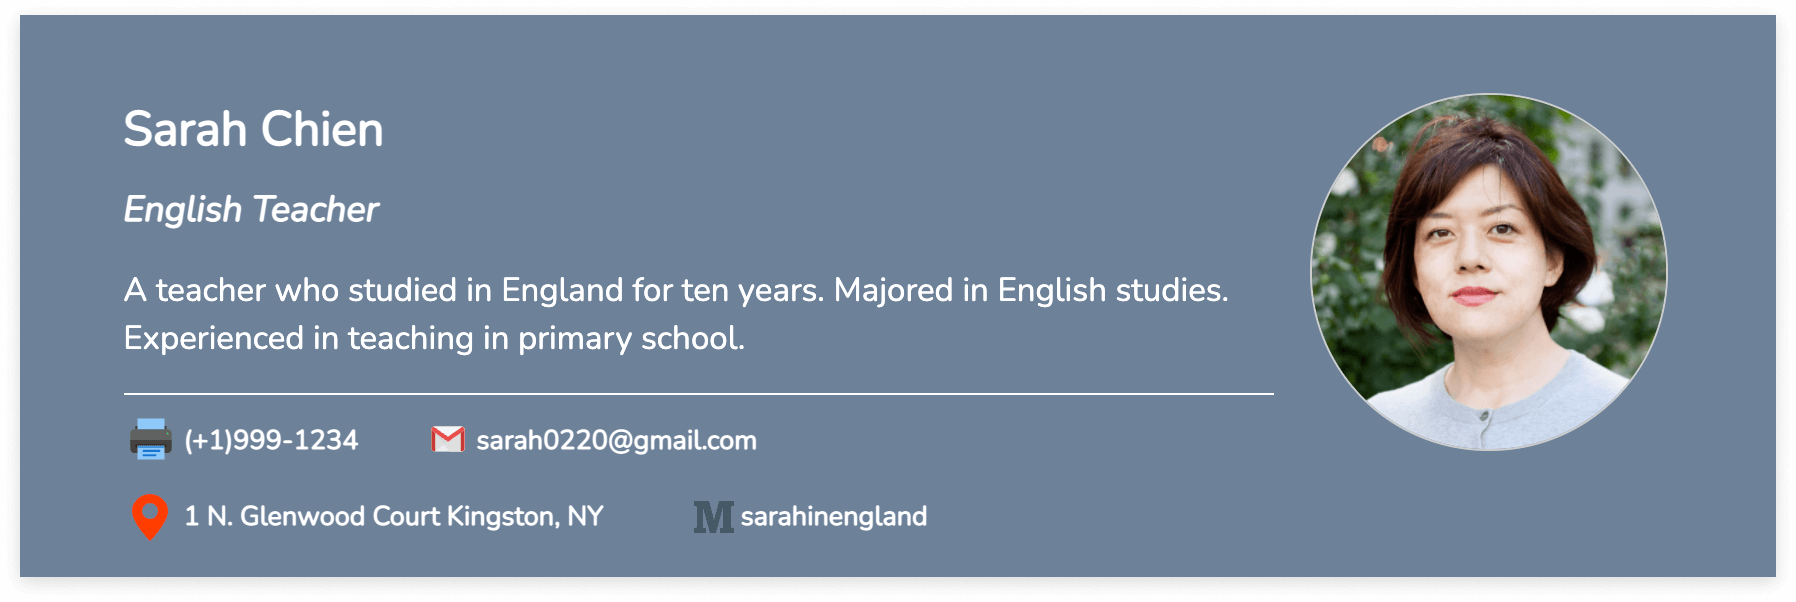 Sarah Chien
English Teacher
A teacher who studied in England for ten years. Majored in English studies.
Experienced in teaching in primary school.
(+1)999-1234 sarah0220@gmail.com
1 N. Glenwood Court Kingston, NY M sarahinengland